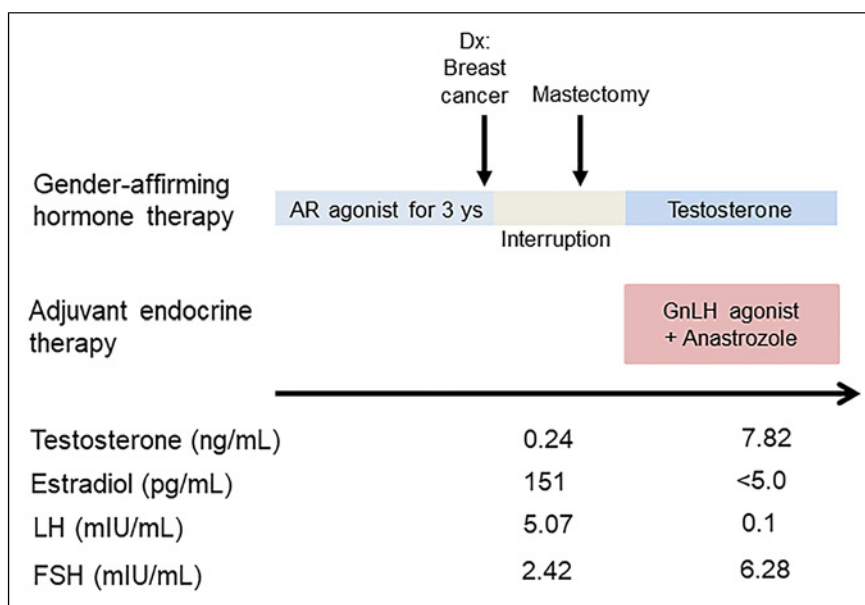 Dx:
Breast
cancer
Mastectomy
Gender-affirming
hormone therapy
AR agonist for 3 ys
Testosterone
Interruption
Adjuvant endocrine
therapy
GnLH agonist
+ Anastrozole
Testosterone (ng/mL) 0.24 7.82
Estradiol (pg/mL) 151 <5.0
LH (mIU/mL) 5.07 0.1
FSH (mIU/mL) 2.42 6.28